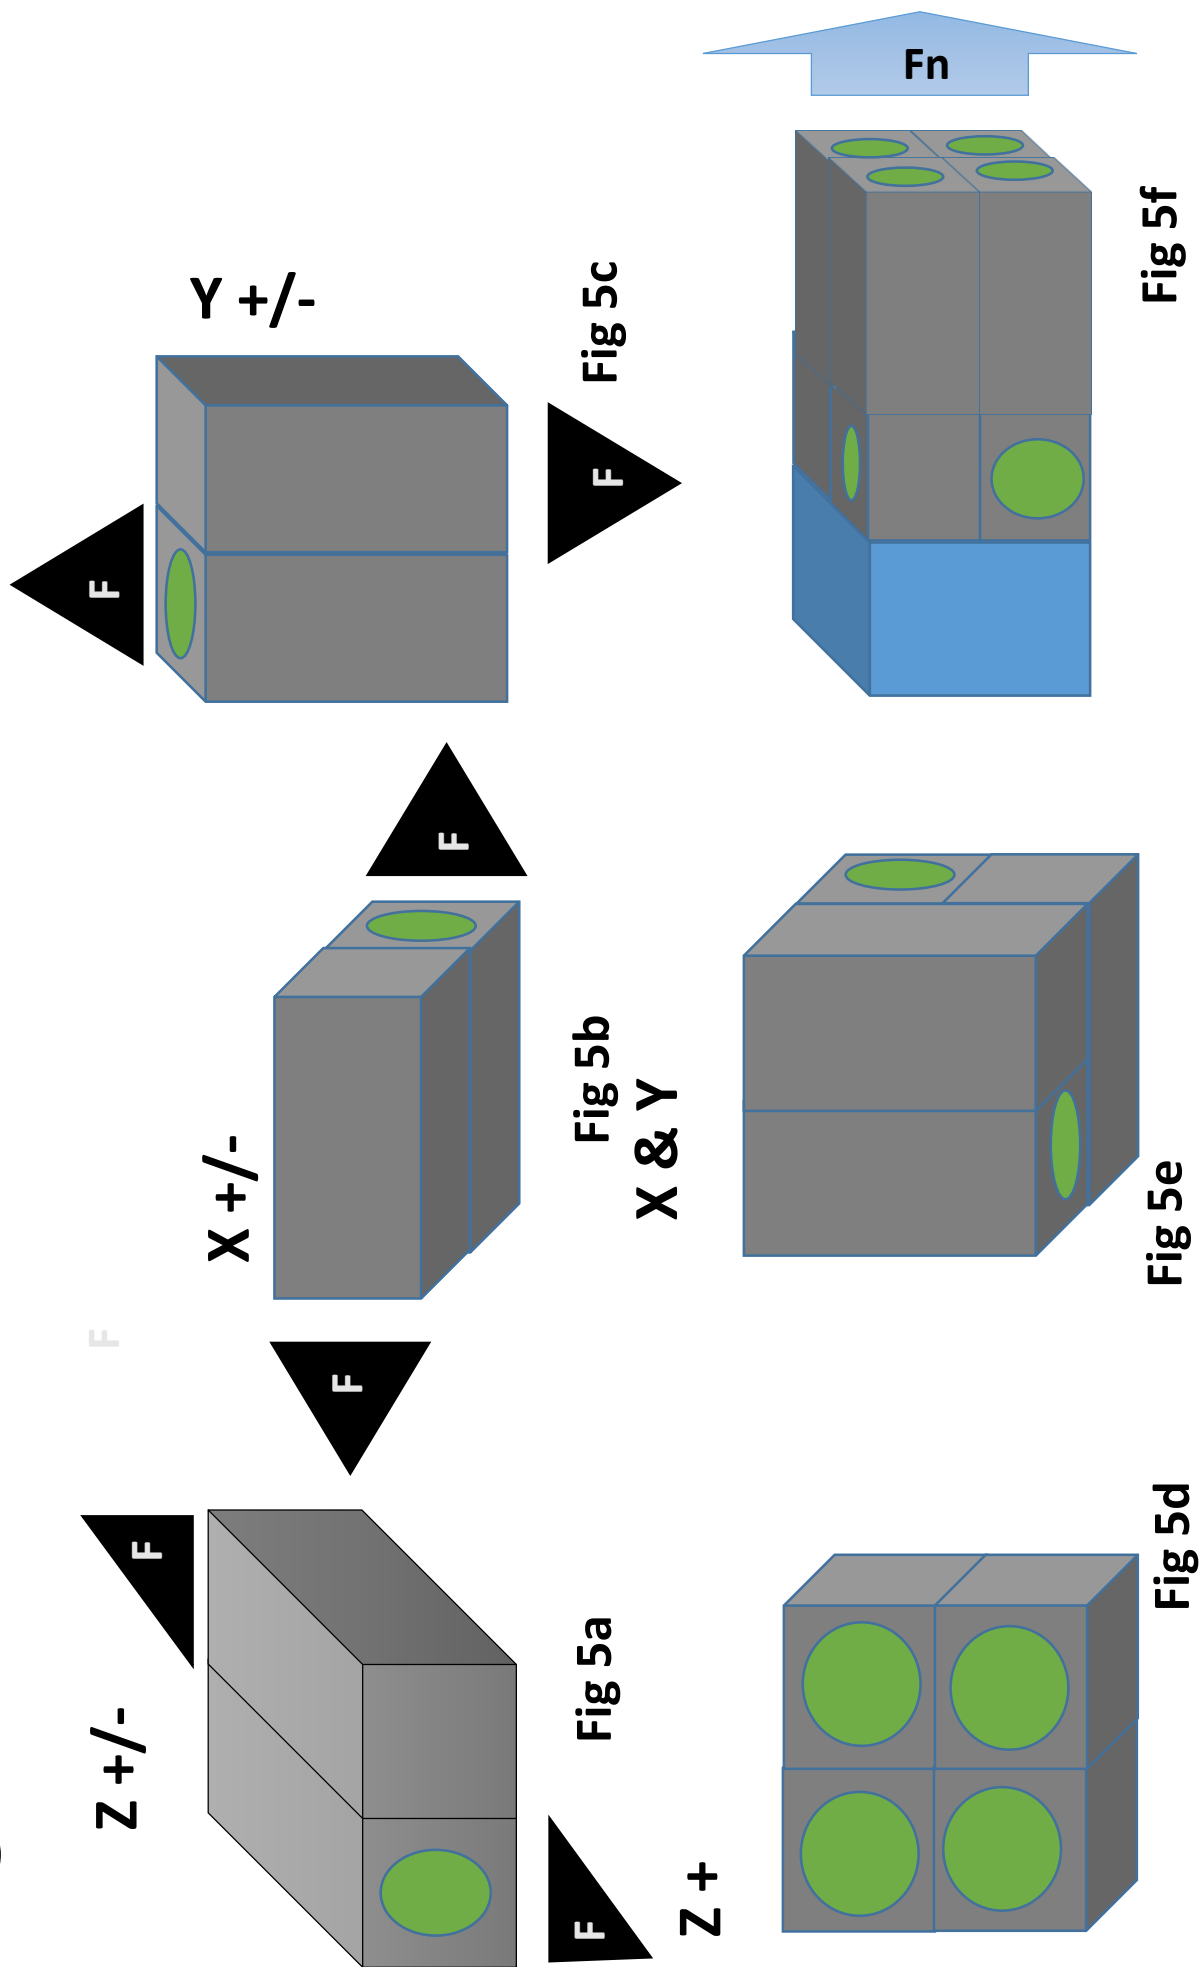 Z +/-
F
F
Fig 5a
F
X +/-
F
F
Fig 5b
Y +/-
F
F
Fig 5c
Z +
Fig 5d
X & Y
Fig 5e
Fn
Fig 5f